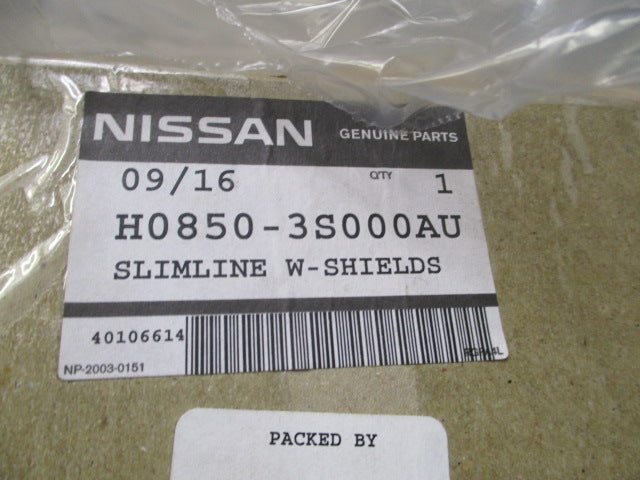 NISSAN GENUINE PARTS
09/16 QTY 1
H0850-3S000AU
SLIMLINE W-SHIELDS
40106614
NP-2003-0151
PACKED BY